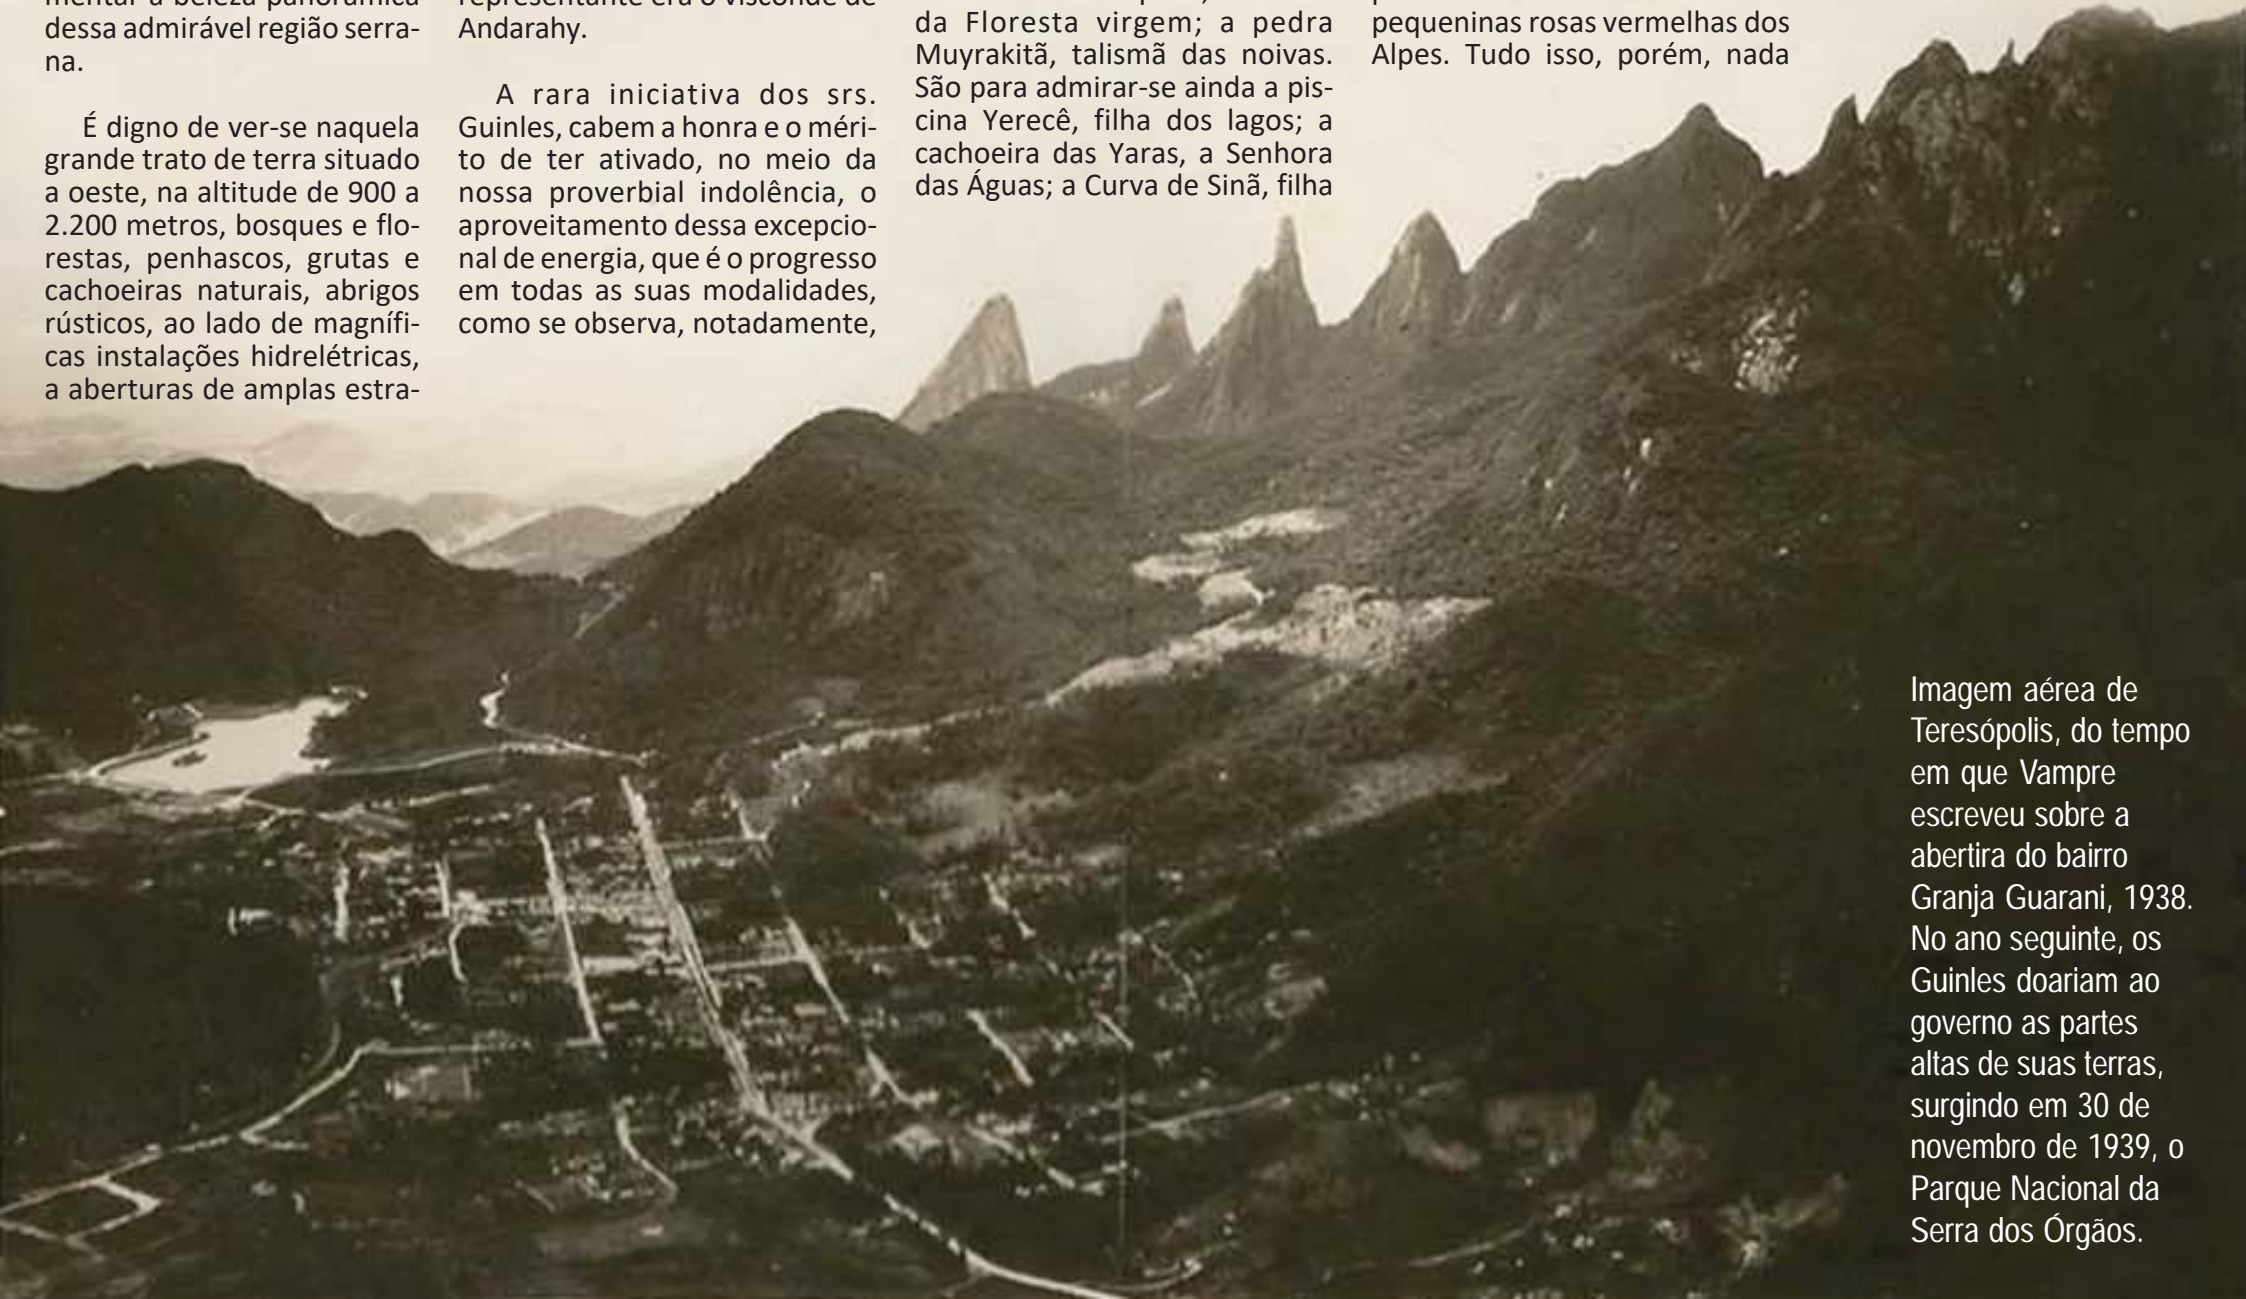 dessa admirável região serra-
na.
É digno de ver-se naquela
grande trato de terra situado
a oeste, na altitude de 900 a
2.200 metros, bosques e flo-
restas, penhascos, grutas e
cachoeiras naturais, abrigos
rústicos, ao lado de magnífi-
cas instalações hidrelétricas,
a aberturas de amplas estra-
representante era o visconde de
Andarahy.
A rara iniciativa dos srs.
Guinles, cabem a honra e o méri-
to de ter ativado, no meio da
nossa proverbial indolência, o
aproveitamento dessa excepcio-
nal de energia, que é o progresso
em todas as suas modalidades,
como se observa, notadamente,
da Floresta virgem; a pedra
Muyrakitã, talismã das noivas.
São para admirar-se ainda a pis-
cina Yerecê, filha dos lagos; a
cachoeira das Yaras, a Senhora
das Águas; a Curva de Sinã, filha
pequeninas rosas vermelhas dos
Alpes. Tudo isso, porém, nada
Imagem aérea de
Teresópolis, do tempo
em que Vampre
escreveu sobre a
abertira do bairro
Granja Guarani, 1938.
No ano seguinte, os
Guinles doariam ao
governo as partes
altas de suas terras,
surgindo em 30 de
novembro de 1939, o
Parque Nacional da
Serra dos Órgãos.